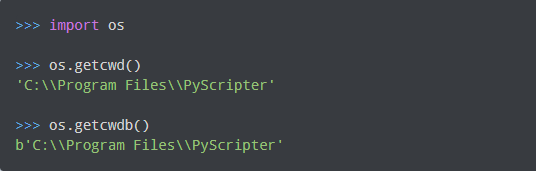 >>> import os
>>> os.getcwd()
'C:\\Program Files\\PyScripter'
>>> os.getcwdb()
b'C:\\Program Files\\PyScripter'